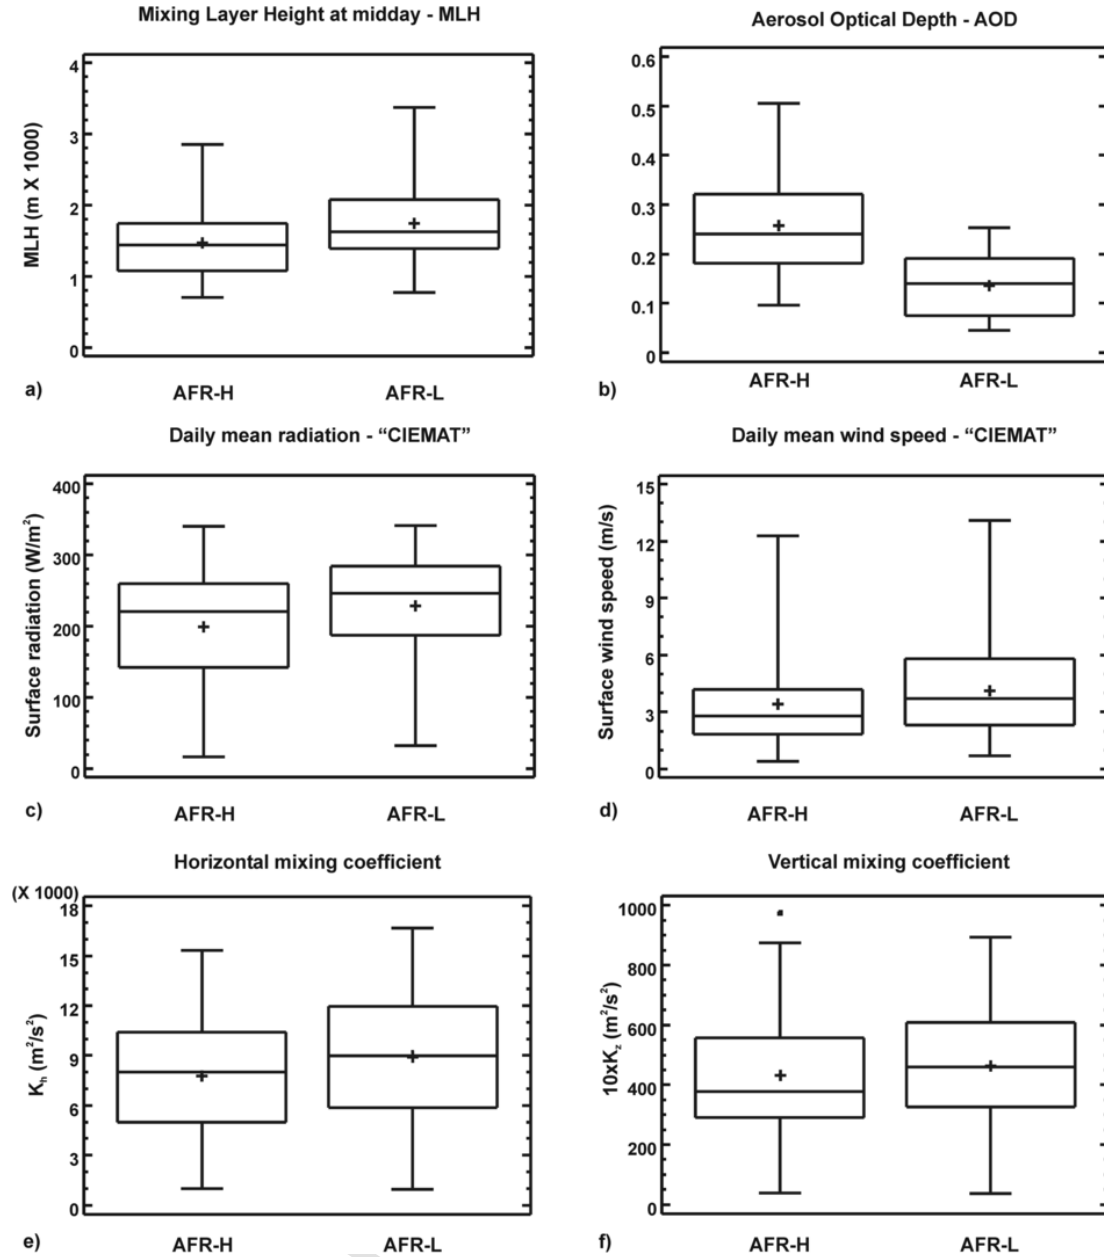 Mixing Layer Height at midday - MLH
MLH (m X 1000)
4
3
2
1
0
a)
AFR-H
AFR-L
Aerosol Optical Depth - AOD
0.6
0.5
0.4
0.3
0.2
0.1
0
b)
AFR-H
AFR-L
Daily mean radiation - “CIEMAT”
Surface radiation (W/m²)
400
300
200
100
0
c)
AFR-H
AFR-L
Daily mean wind speed - “CIEMAT”
Surface wind speed (m/s)
15
12
9
6
3
0
d)
AFR-H
AFR-L
Horizontal mixing coefficient
(X 1000)
Kₕ (m²/s²)
18
15
12
9
6
3
0
e)
AFR-H
AFR-L
Vertical mixing coefficient
10xK_z (m²/s²)
1000
800
600
400
200
0
f)
AFR-H
AFR-L